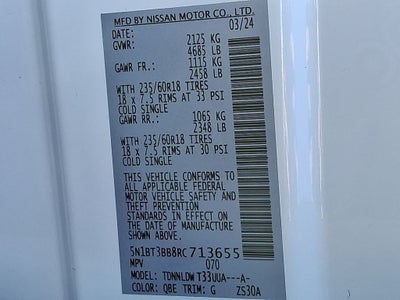 MFD BY NISSAN MOTOR CO., LTD.
DATE: 03/24
GVWR: 2125 KG
4685 LB
GAWR FR.: 1115 KG
2458 LB
WITH 235/60R18 TIRES
18 x 7.5 RIMS AT 33 PSI
COLD SINGLE
GAWR RR.: 1065 KG
2348 LB
WITH 235/60R18 TIRES
18 x 7.5 RIMS AT 30 PSI
COLD SINGLE
THIS VEHICLE CONFORMS TO
ALL APPLICABLE FEDERAL
MOTOR VEHICLE SAFETY AND
THEFT PREVENTION
STANDARDS IN EFFECT ON
THE DATE OF MANUFACTURE
SHOWN ABOVE.
5N1BT3BB8RC713655
MPV 070
MODEL: TDNNLDW T33UUA---A-
COLOR: QBE TRIM: G ZS30A